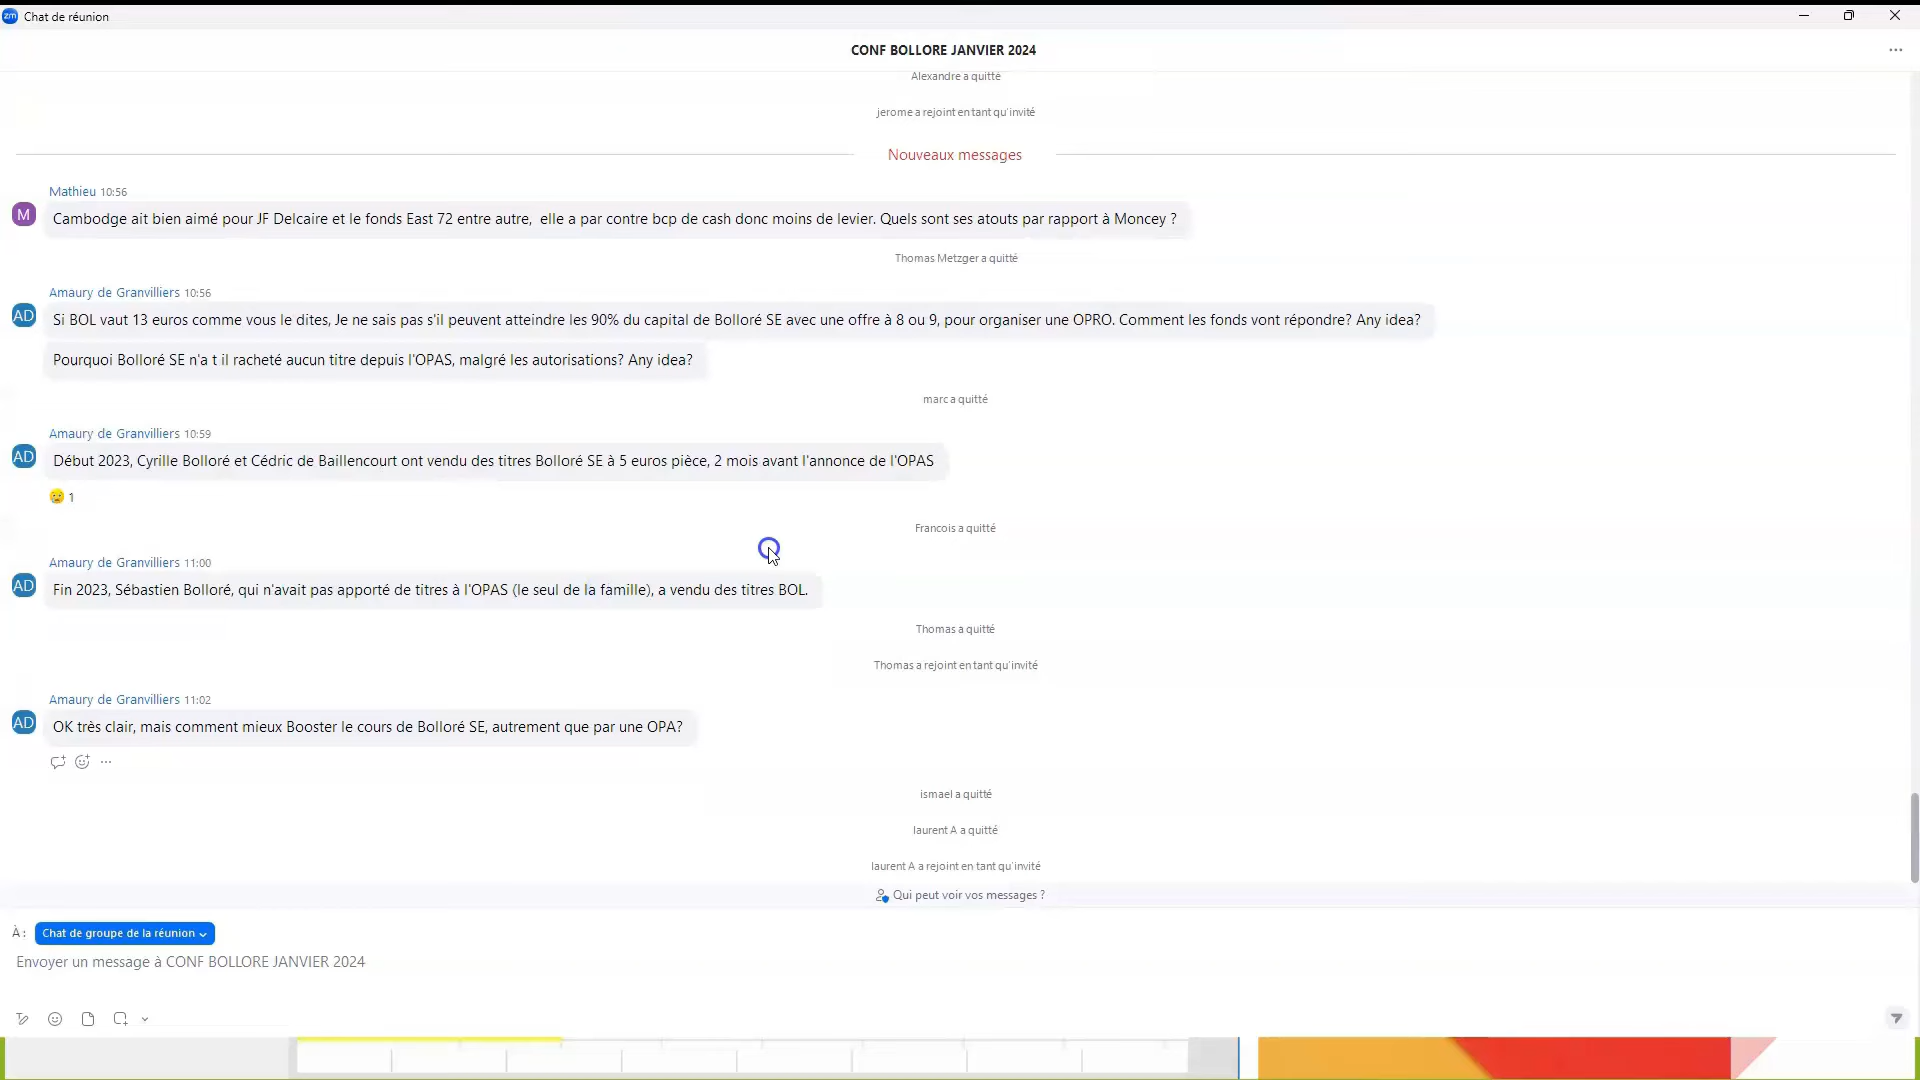 zm Chat de réunion
CONF BOLLORE JANVIER 2024
Alexandre a quitté
jerome a rejoint en tant qu'invité
Nouveaux messages
Mathieu 10:56
M
Cambodge ait bien aimé pour JF Delcaire et le fonds East 72 entre autre, elle a par contre bcp de cash donc moins de levier. Quels sont ses atouts par rapport à Moncey ?
Thomas Metzger a quitté
Amaury de Granvilliers 10:56
AD
Si BOL vaut 13 euros comme vous le dites, Je ne sais pas s'il peuvent atteindre les 90% du capital de Bolloré SE avec une offre à 8 ou 9, pour organiser une OPRO. Comment les fonds vont répondre? Any idea?
Pourquoi Bolloré SE n'a t il racheté aucun titre depuis l'OPAS, malgré les autorisations? Any idea?
marc a quitté
Amaury de Granvilliers 10:59
AD
Début 2023, Cyrille Bolloré et Cédric de Baillencourt ont vendu des titres Bolloré SE à 5 euros pièce, 2 mois avant l'annonce de l'OPAS
1
Francois a quitté
Amaury de Granvilliers 11:00
AD
Fin 2023, Sébastien Bolloré, qui n'avait pas apporté de titres à l'OPAS (le seul de la famille), a vendu des titres BOL.
Thomas a quitté
Thomas a rejoint en tant qu'invité
Amaury de Granvilliers 11:02
AD
OK très clair, mais comment mieux Booster le cours de Bolloré SE, autrement que par une OPA?
ismael a quitté
laurent A a quitté
laurent A a rejoint en tant qu'invité
Qui peut voir vos messages ?
À : Chat de groupe de la réunion
Envoyer un message à CONF BOLLORE JANVIER 2024